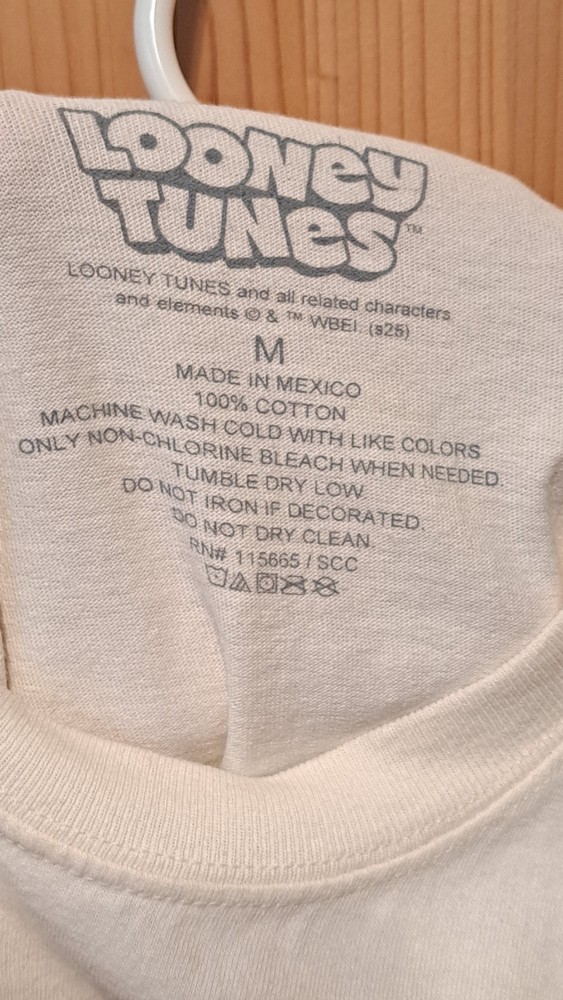 LOONEY
TUNES™
LOONEY TUNES and all related characters
and elements © & ™ WBEI. (s25)
M
MADE IN MEXICO
100% COTTON
MACHINE WASH COLD WITH LIKE COLORS
ONLY NON-CHLORINE BLEACH WHEN NEEDED.
TUMBLE DRY LOW.
DO NOT IRON IF DECORATED.
DO NOT DRY CLEAN.
RN# 115665 / SCC